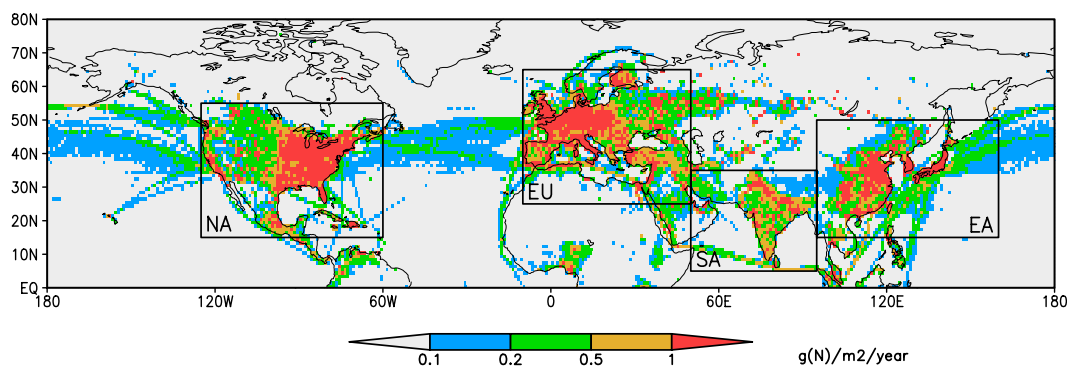 80N
70N
60N
50N
40N
30N
20N
10N
EQ
NA
EU
SA
EA
180 120W 60W 0 60E 120E 180
0.1 0.2 0.5 1 g(N)/m2/year